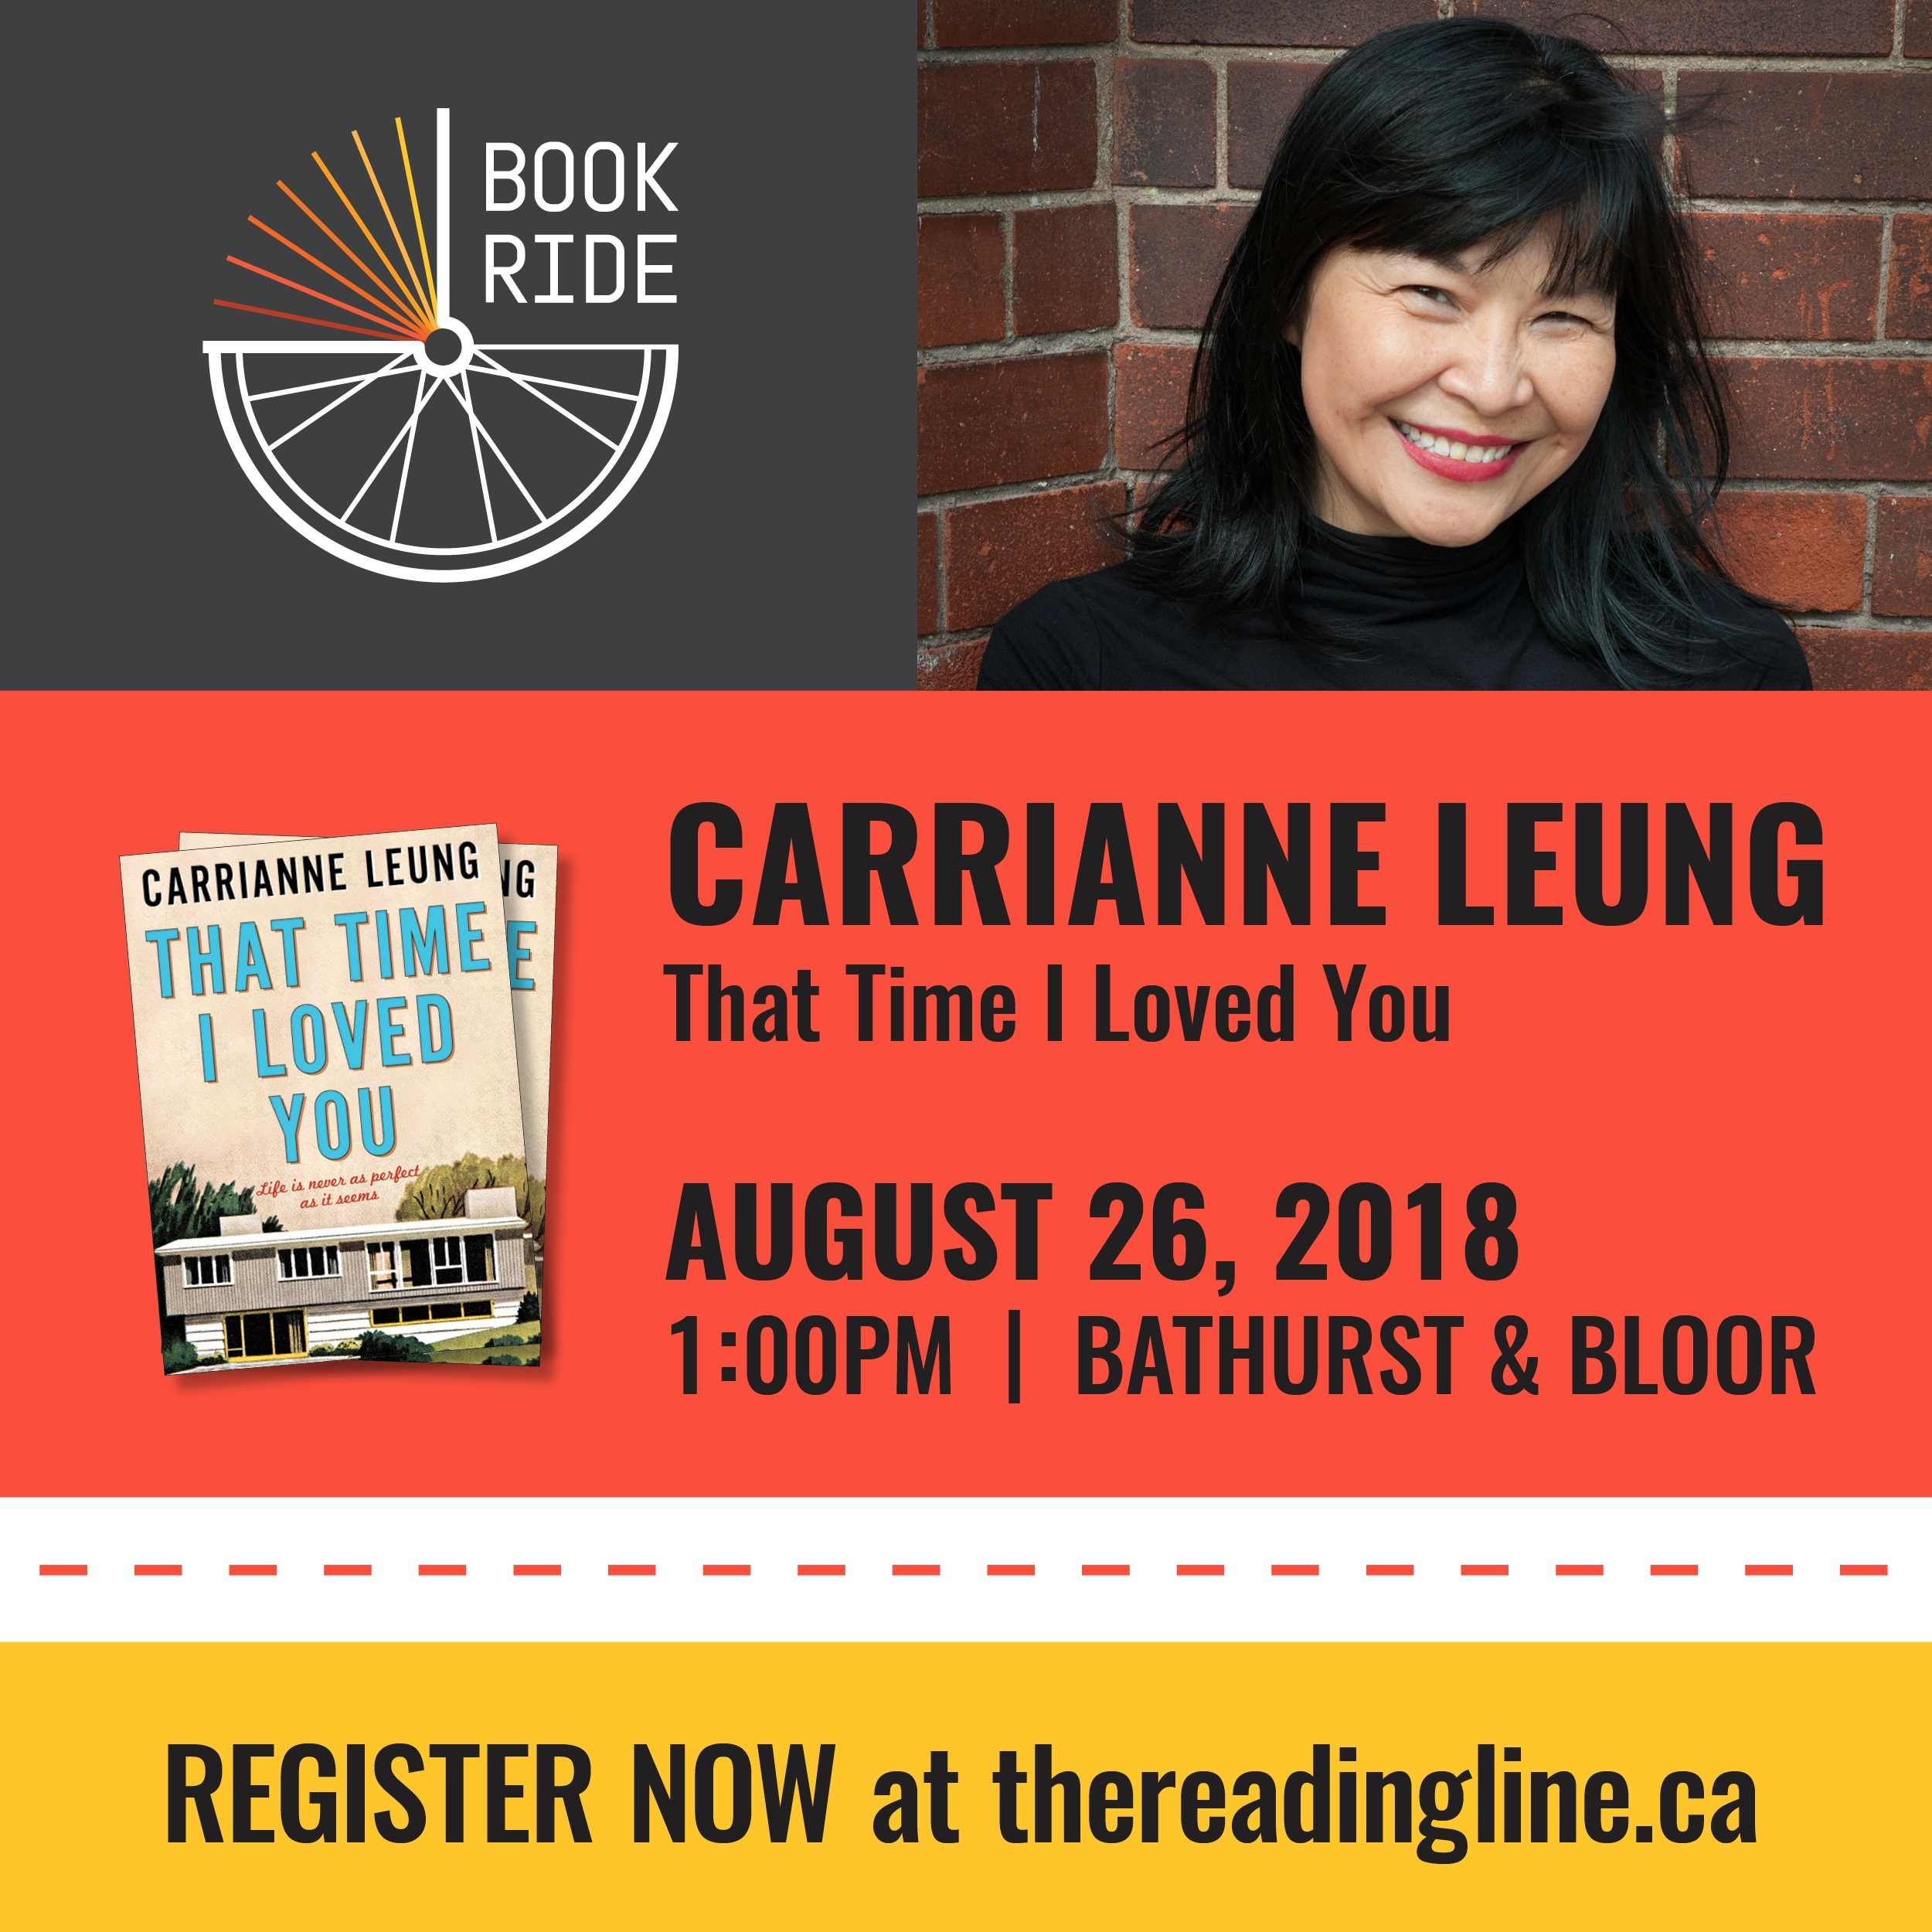 BOOK
RIDE
CARRIANNE LEUNG
THAT TIME
I LOVED
YOU
Life is never as perfect
as it seems
NG
E
CARRIANNE LEUNG
That Time I Loved You
AUGUST 26, 2018
1:00PM | BATHURST & BLOOR
REGISTER NOW at thereadingline.ca